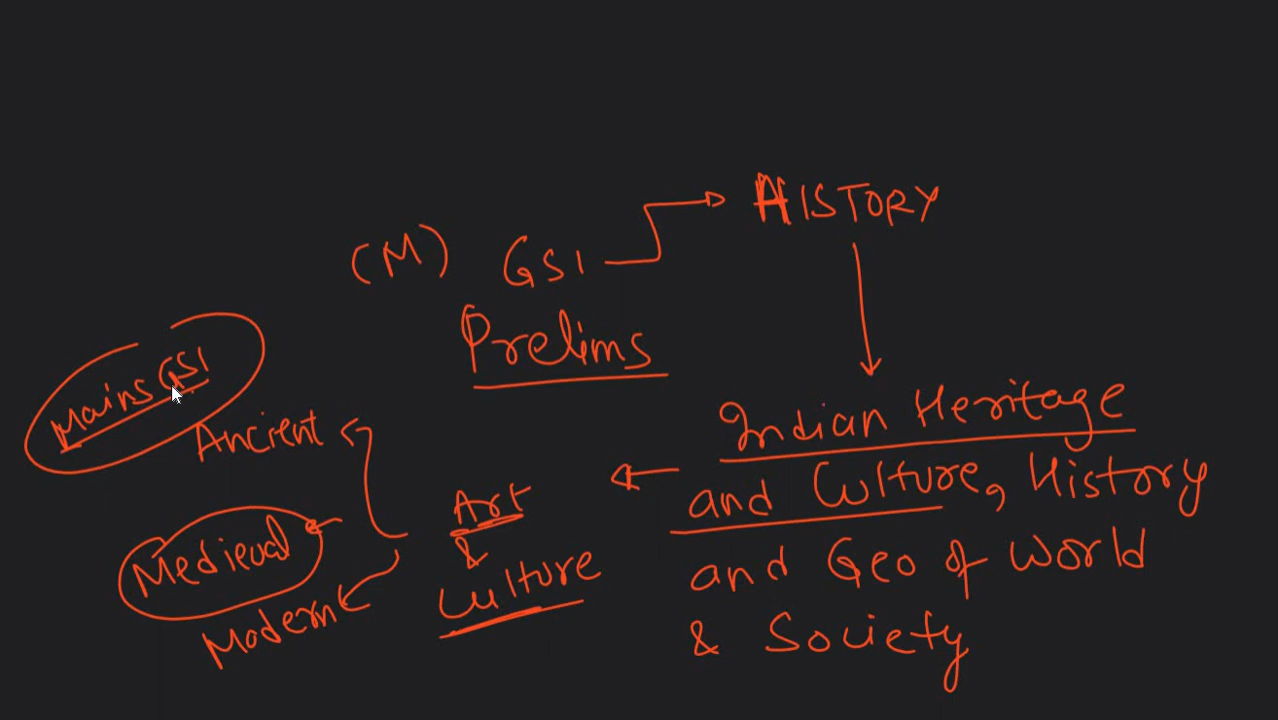 HISTORY
(M) GS1
Prelims
Mains GS1
Ancient
Medieval
Modern
Art
&
Culture
Indian Heritage
and Culture, History
and Geo of World
& Society